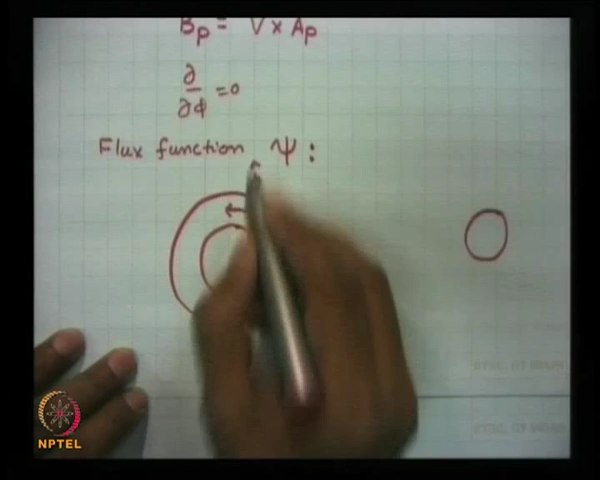 Bp = ∇ × Ap
∂/∂ϕ = 0
Flux function ψ :
NPTEL